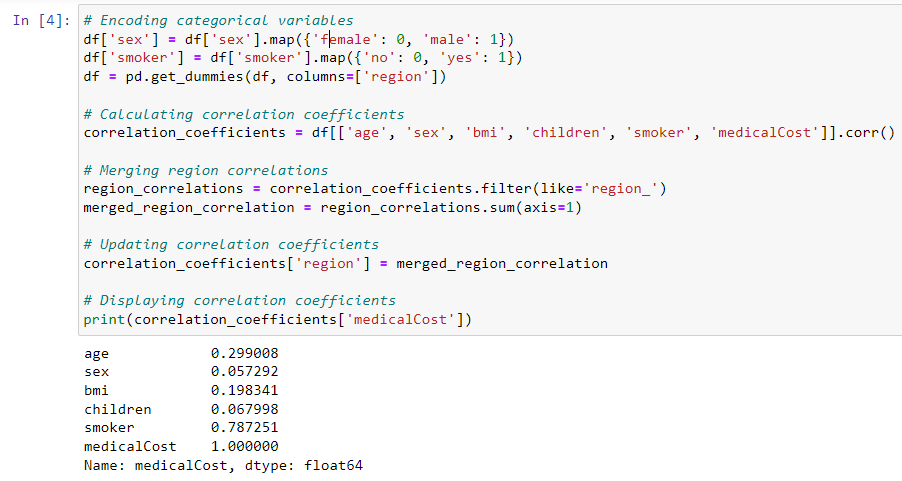 In [4]: # Encoding categorical variables
df['sex'] = df['sex'].map({'female': 0, 'male': 1})
df['smoker'] = df['smoker'].map({'no': 0, 'yes': 1})
df = pd.get_dummies(df, columns=['region'])

# Calculating correlation coefficients
correlation_coefficients = df[['age', 'sex', 'bmi', 'children', 'smoker', 'medicalCost']].corr()

# Merging region correlations
region_correlations = correlation_coefficients.filter(like='region_')
merged_region_correlation = region_correlations.sum(axis=1)

# Updating correlation coefficients
correlation_coefficients['region'] = merged_region_correlation

# Displaying correlation coefficients
print(correlation_coefficients['medicalCost'])

age            0.299008
sex            0.057292
bmi            0.198341
children       0.067998
smoker         0.787251
medicalCost    1.000000
Name: medicalCost, dtype: float64